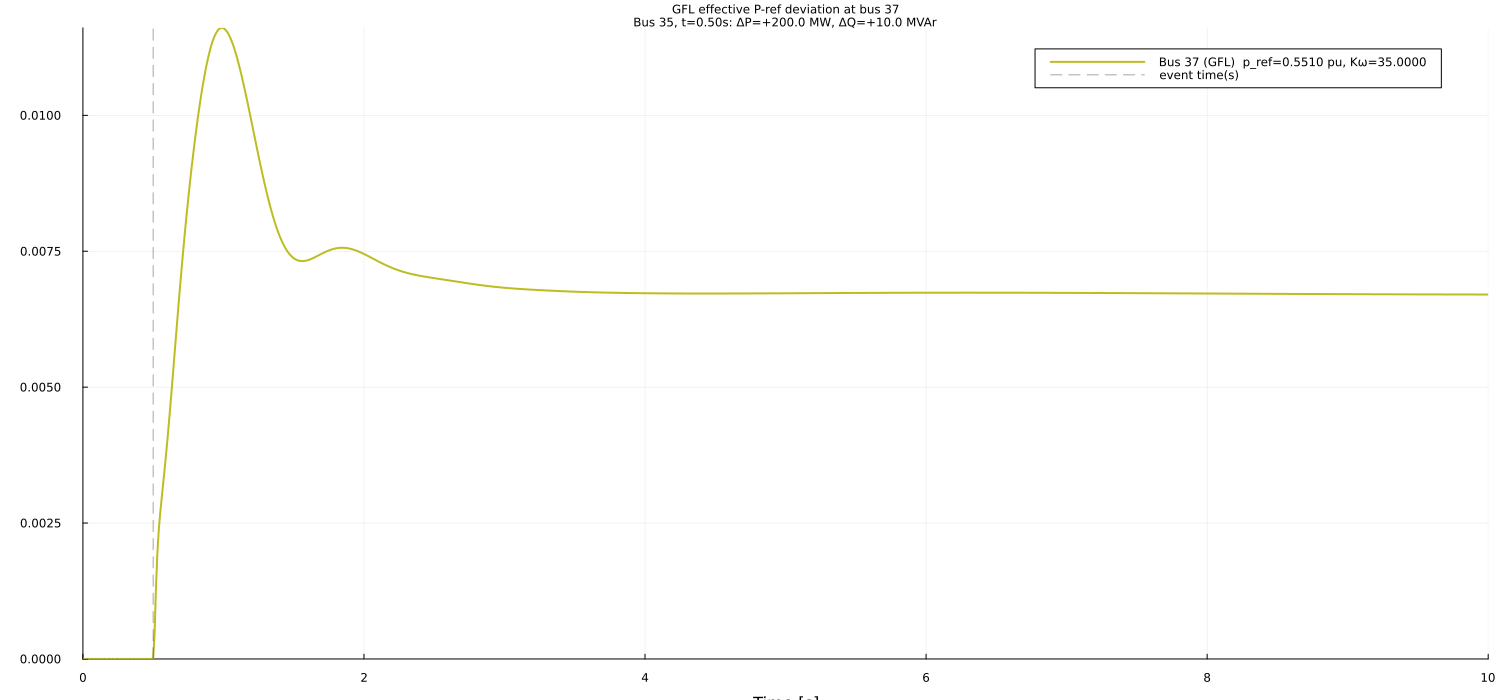 GFL effective P-ref deviation at bus 37
Bus 35, t=0.50s: ΔP=+200.0 MW, ΔQ=+10.0 MVAr
Bus 37 (GFL)  p_ref=0.5510 pu, Kω=35.0000
event time(s)
0.0100
0.0075
0.0050
0.0025
0.0000
0
2
4
6
8
10
Time [s]